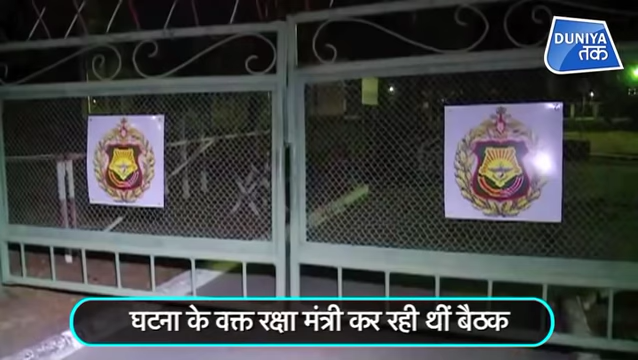 DUNIYA
तक
घटना के वक्त रक्षा मंत्री कर रही थीं बैठक